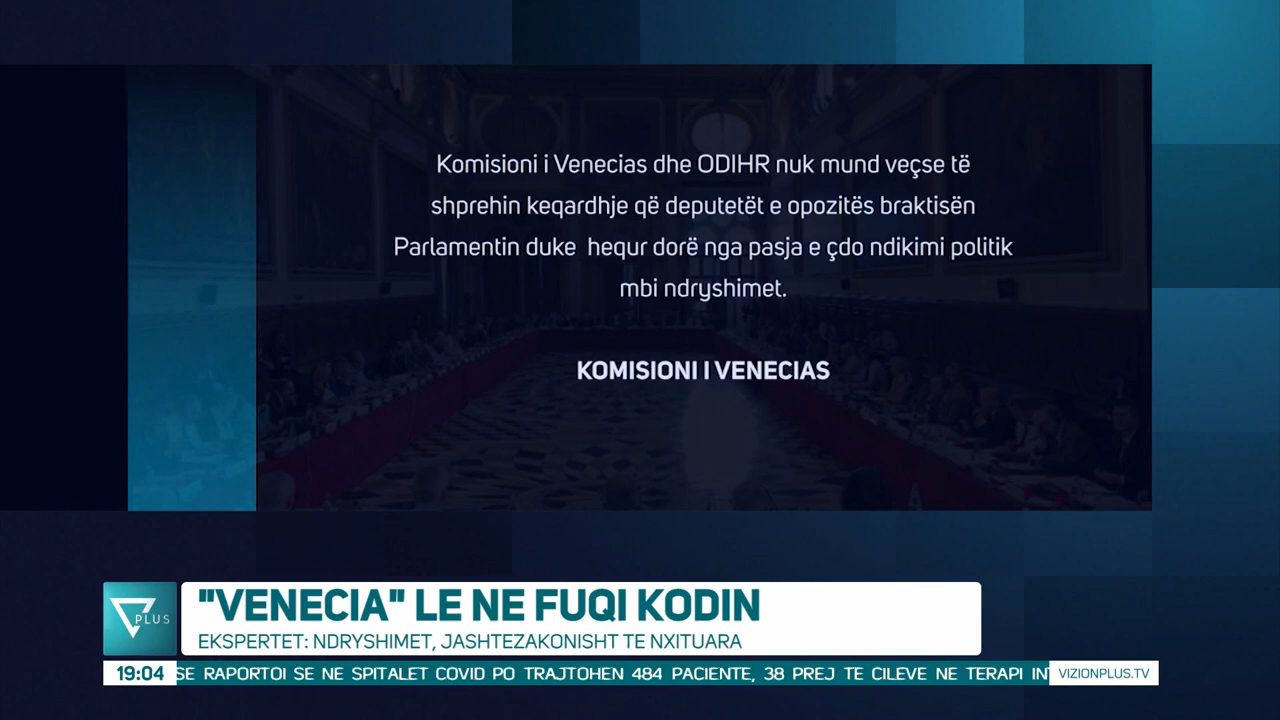 Komisioni i Venecias dhe ODIHR nuk mund veçse të
shprehin keqardhje që deputetët e opozitës braktisën
Parlamentin duke hequr dorë nga pasja e çdo ndikimi politik
mbi ndryshimet.
KOMISIONI I VENECIAS
"VENECIA" LE NE FUQI KODIN
PLUS
EKSPERTET: NDRYSHIMET, JASHTEZAKONISHT TE NXITUARA
19:04 SE RAPORTOI SE NE SPITALET COVID PO TRAJTOHEN 484 PACIENTE, 38 PREJ TE CILEVE NE TERAPI VIZIONPLUS.TV